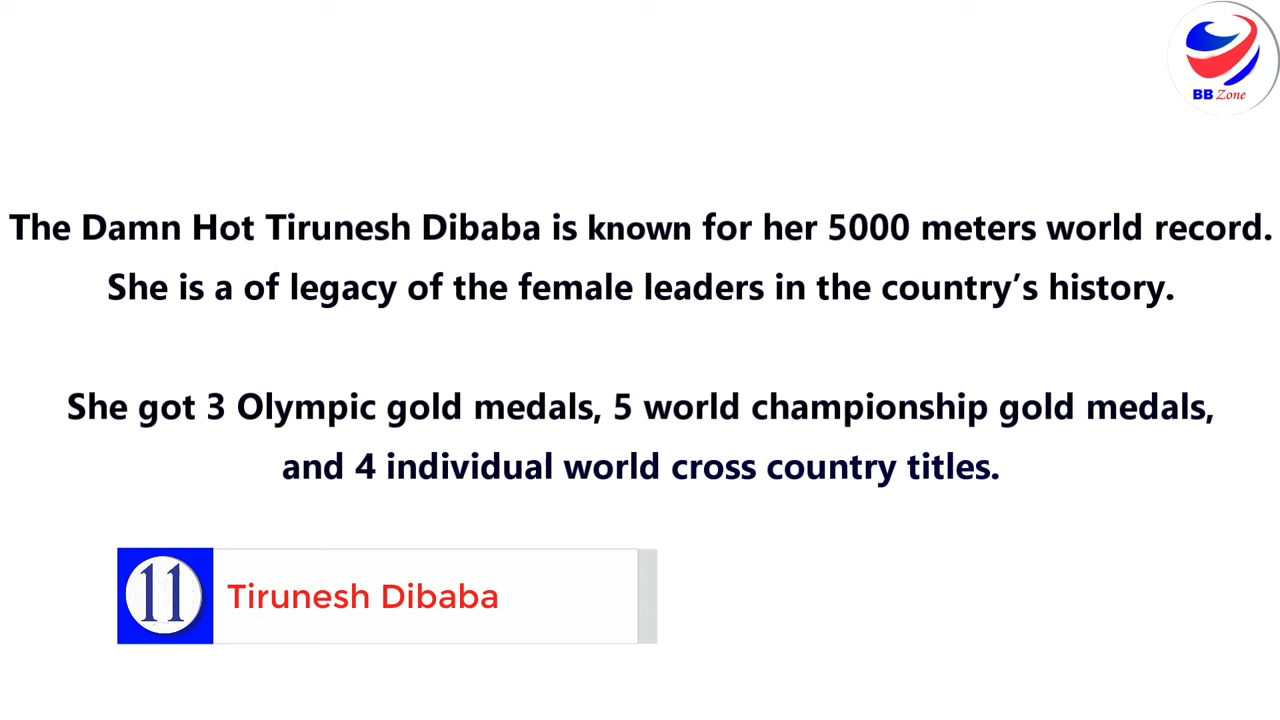 BB Zone
The Damn Hot Tirunesh Dibaba is known for her 5000 meters world record.
She is a of legacy of the female leaders in the country’s history.
She got 3 Olympic gold medals, 5 world championship gold medals,
and 4 individual world cross country titles.
11 Tirunesh Dibaba